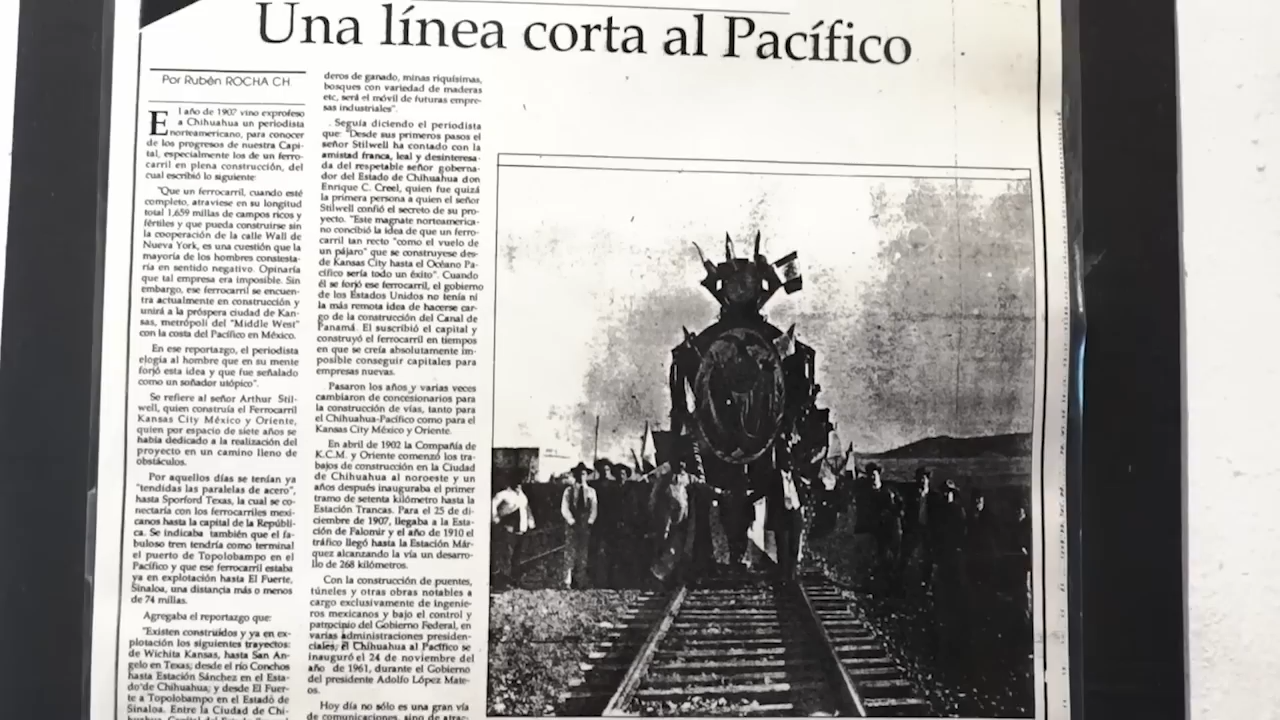 Una línea corta al Pacífico
Por Rubén ROCHA CH.
El año de 1907 vino exprofeso
a Chihuahua un periodista
norteamericano, para conocer
de los progresos de nuestra Capi-
tal, especialmente los de un ferro-
carril en plena construcción, del
cual escribió lo siguiente
"Que un ferrocarril, cuando esté
completo, atraviese en su longitud
total 1,659 millas de campos ricos y
fértiles y que pueda construirse sin
la cooperación de la calle Wall de
Nueva York, es una cuestión que la
mayoría de los hombres constesta-
ría en sentido negativo. Opinaría
que tal empresa era imposible. Sin
embargo, ese ferrocarril se encuen-
tra actualmente en construcción y
unirá a la próspera ciudad de Kan-
sas, metrópoli del "Middle West"
con la costa del Pacífico en México.
En ese reportazgo, el periodista
elogia al hombre que en su mente
forjó esta idea y que fue señalado
como un soñador utópico".
Se refiere al señor Arthur Stil-
well, quien construía el Ferrocarril
Kansas City México y Oriente,
quien por espacio de siete años se
había dedicado a la realización del
proyecto en un camino lleno de
obstáculos.
Por aquellos días se tenían ya
"tendidas las paralelas de acero",
hasta Sporford Texas, la cual se co-
nectaría con los ferrocarriles mexi-
canos hasta la capital de la Repúbli-
ca. Se indicaba también que el fa-
buloso tren tendría como terminal
el puerto de Topolobampo en el
Pacífico y que ese ferrocarril estaba
ya en explotación hasta El Fuerte,
Sinaloa, una distancia más o menos
de 74 millas.
Agregaba el reportazgo que:
"Existen construidos y ya en ex-
plotación los siguientes trayectos:
de Wichita Kansas, hasta San An-
gelo en Texas; desde el río Conchos
hasta Estación Sánchez en el Esta-
do de Chihuahua; y desde El Fuer-
te a Topolobampo en el Estado de
Sinaloa. Entre la Ciudad de Chi-
huahua, Capital del
deros de ganado, minas riquísimas,
bosques con variedad de maderas
etc, será el móvil de futuras empre-
sas industriales".
Seguía diciendo el periodista
que: "Desde sus primeros pasos el
señor Stilwell ha contado con la
amistad franca, leal y desinteresa-
da del respetable señor goberna-
dor del Estado de Chihuahua don
Enrique C. Creel, quien fue quizá
la primera persona a quien el señor
Stilwell confió el secreto de su pro-
yecto. "Este magnate norteamerica-
no concibió la idea de que un ferro-
carril tan recto "como el vuelo de
un pájaro" que se construyese des-
de Kansas City hasta el Océano Pa-
cífico sería todo un éxito". Cuando
él se forjó ese ferrocarril, el gobierno
de los Estados Unidos no tenía ni
la más remota idea de hacerse car-
go de la construcción del Canal de
Panamá. El suscribió el capital y
construyó el ferrocarril en tiempos
en que se creía absolutamente im-
posible conseguir capitales para
empresas nuevas.
Pasaron los años y varias veces
cambiaron de concesionarios para
la construcción de vías, tanto para
el Chihuahua-Pacífico como para el
Kansas City México y Oriente.
En abril de 1902 la Compañía de
K.C.M. y Oriente comenzó los tra-
bajos de construcción en la Ciudad
de Chihuahua al noroeste y un
años después inauguraba el primer
tramo de setenta kilómetro hasta la
Estación Trancas. Para el 25 de di-
ciembre de 1907, llegaba a la Esta-
ción de Palomir y el año de 1910 el
tráfico llegó hasta la Estación Már-
quez alcanzando la vía un desarro-
llo de 268 kilómetros.
Con la construcción de puentes,
túneles y otras obras notables a
cargo exclusivamente de ingenie-
ros mexicanos y bajo el control y
patrocinio del Gobierno Federal, en
varias administraciones presiden-
ciales, el Chihuahua al Pacífico se
inauguró el 24 de noviembre del
año de 1961, durante el Gobierno
del presidente Adolfo López Mate-
os.
Hoy día no sólo es una gran vía
de comunicaciones, sino de atrac-